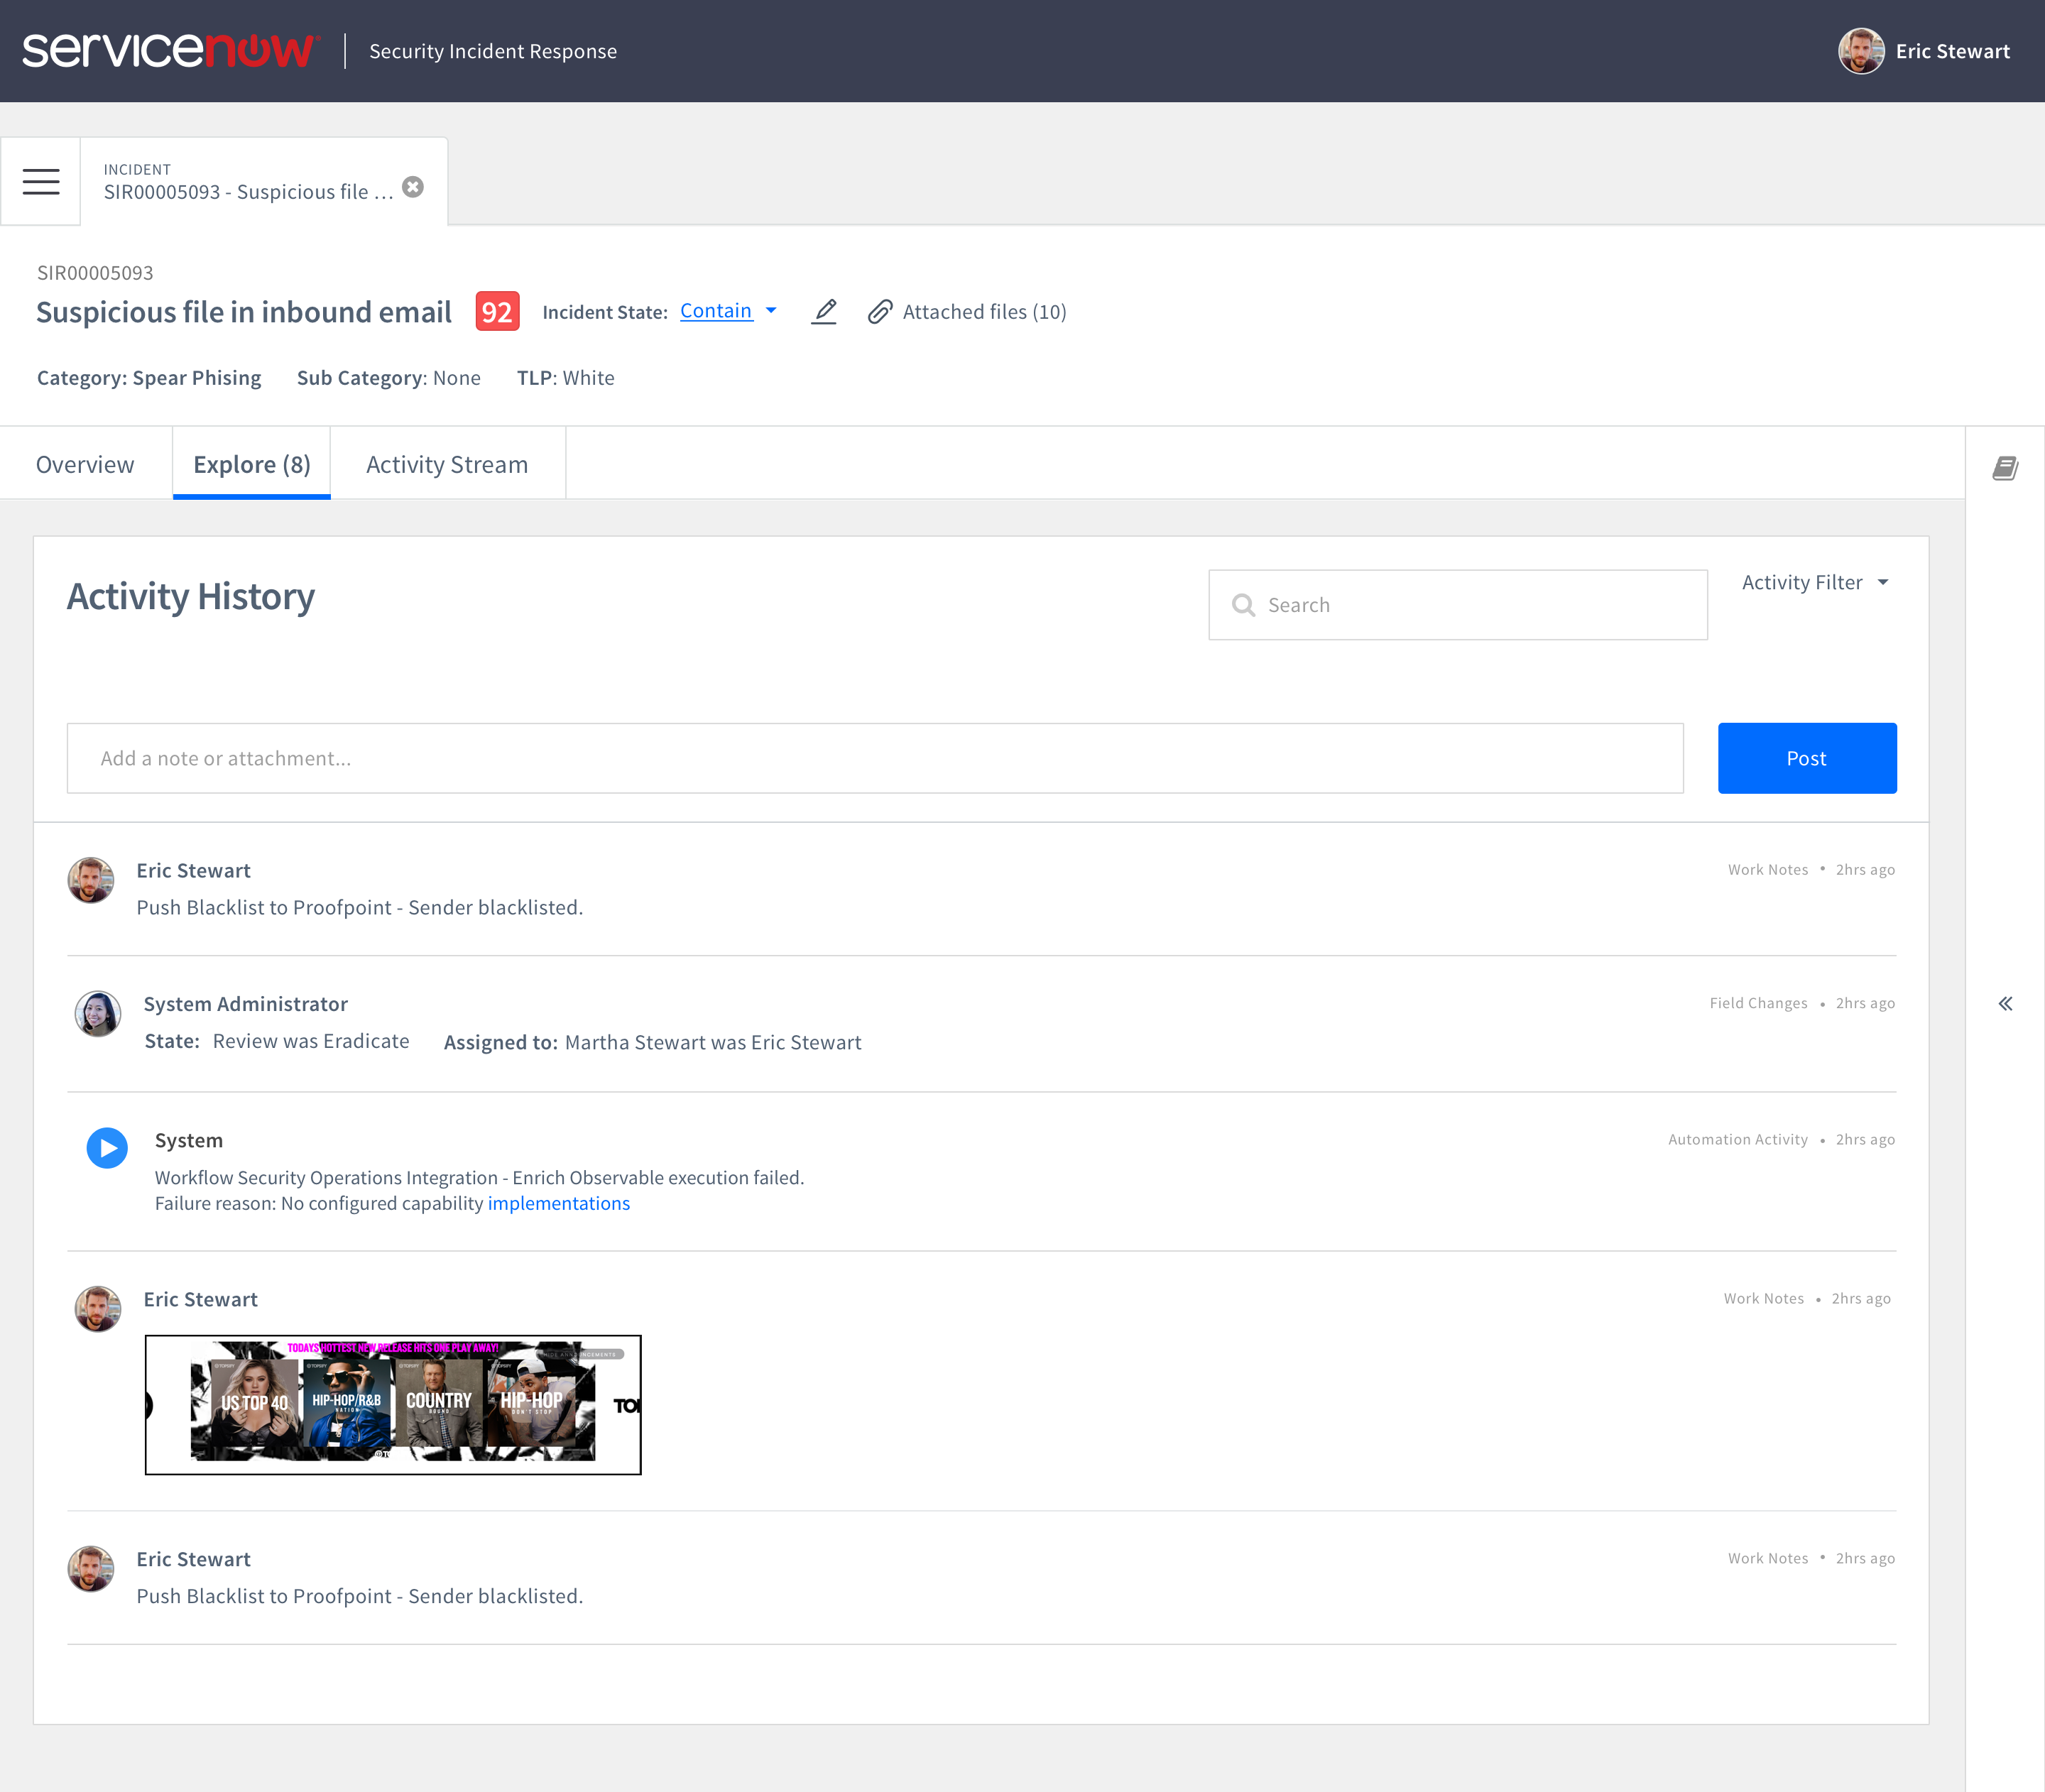 servicenow
Security Incident Response
Eric Stewart
INCIDENT
SIR00005093 - Suspicious file ...
SIR00005093
Suspicious file in inbound email 92 Incident State: Contain Attached files (10)
Category: Spear Phising Sub Category: None TLP: White
Overview Explore (8) Activity Stream
Activity History
Search
Activity Filter
Add a note or attachment...
Post
Eric Stewart
Work Notes • 2hrs ago
Push Blacklist to Proofpoint - Sender blacklisted.
System Administrator
Field Changes • 2hrs ago
State: Review was Eradicate Assigned to: Martha Stewart was Eric Stewart
System
Automation Activity • 2hrs ago
Workflow Security Operations Integration - Enrich Observable execution failed.
Failure reason: No configured capability implementations
Eric Stewart
Work Notes • 2hrs ago
TODAYS HOTTEST NEW RELEASE HITS ONE PLAY AWAY!
US TOP 40
HIP-HOP/R&B
NATION
COUNTRY
HIP-HOP
DON'T STOP
Eric Stewart
Work Notes • 2hrs ago
Push Blacklist to Proofpoint - Sender blacklisted.